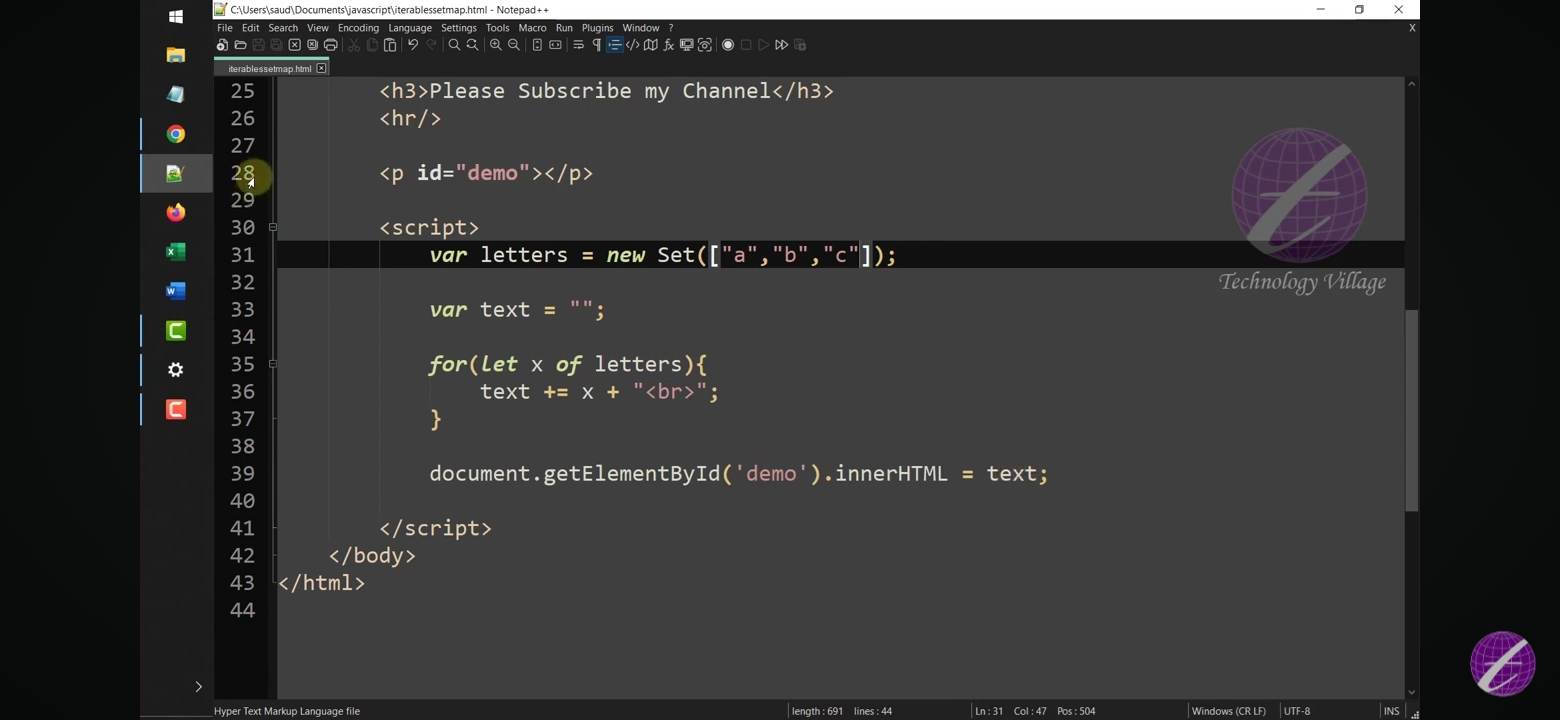 C:\Users\saud\Documents\javascript\iterablessetmap.html - Notepad++
File Edit Search View Encoding Language Settings Tools Macro Run Plugins Window ? X
iterablessetmap.html
25 <h3>Please Subscribe my Channel</h3>
26 <hr/>
27
28 <p id="demo"></p>
29
30 <script>
31 var letters = new Set(["a","b","c"]);
32
33 var text = "";
34
35 for(let x of letters){
36 text += x + "<br>";
37 }
38
39 document.getElementById('demo').innerHTML = text;
40
41 </script>
42 </body>
43 </html>
44
Technology Village
Hyper Text Markup Language file length : 691 lines : 44 Ln : 31 Col : 47 Pos : 504 Windows (CR LF) UTF-8 INS